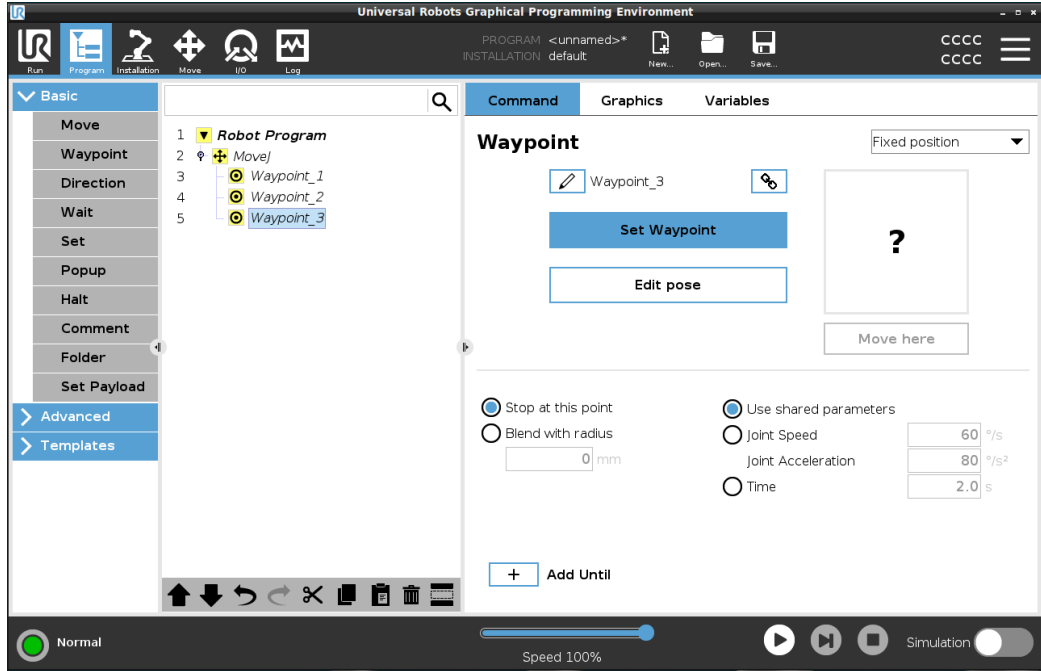 Universal Robots Graphical Programming Environment
UR
Run
Program
Installation
Move
I/O
Log
PROGRAM <unnamed>*
INSTALLATION default
New...
Open...
Save...
CCCC
CCCC
Basic
Move
Waypoint
Direction
Wait
Set
Popup
Halt
Comment
Folder
Set Payload
Advanced
Templates
1 Robot Program
2 MoveJ
3 Waypoint_1
4 Waypoint_2
5 Waypoint_3
Command Graphics Variables
Waypoint
Fixed position
Waypoint_3
Set Waypoint
Edit pose
?
Move here
Stop at this point
Blend with radius
0 mm
Use shared parameters
Joint Speed 60 °/s
Joint Acceleration 80 °/s²
Time 2.0 s
+ Add Until
Normal
Speed 100%
Simulation